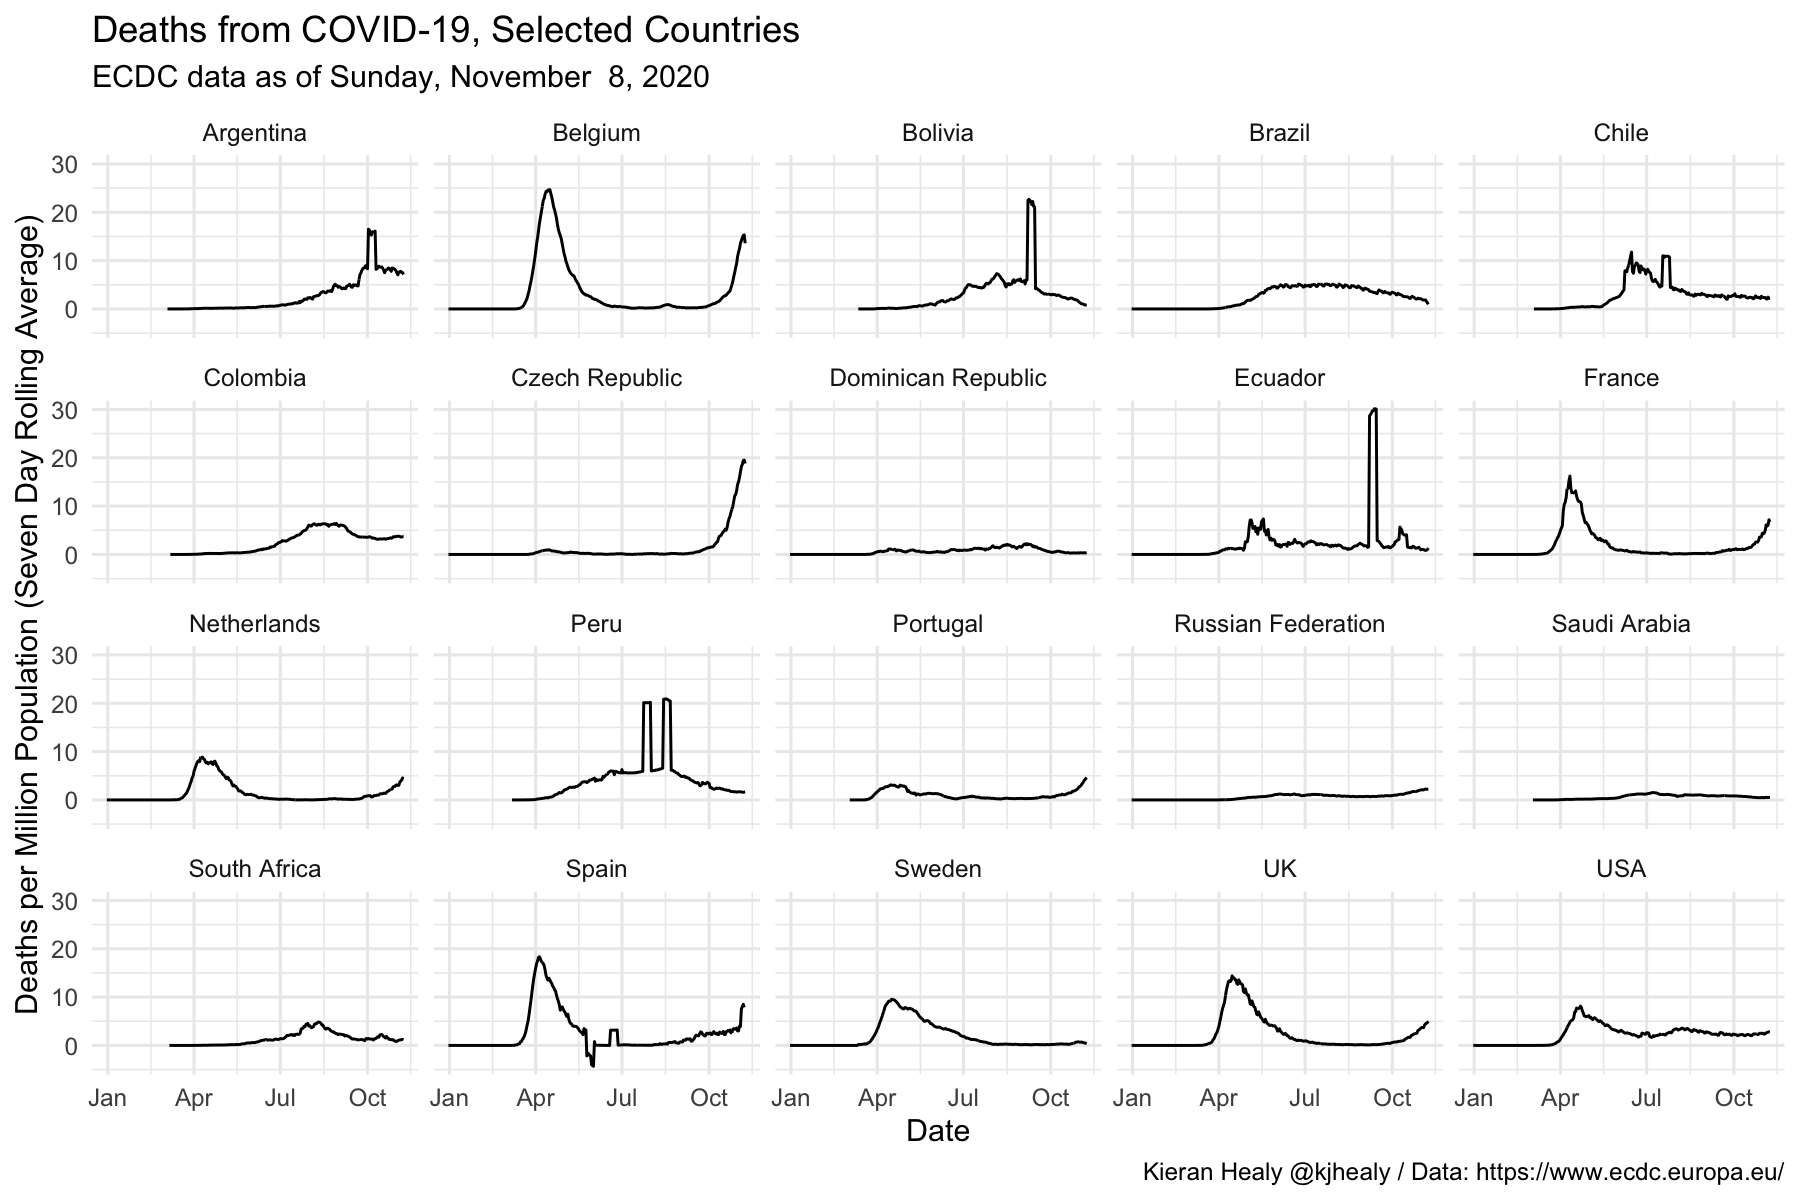 Deaths from COVID-19, Selected Countries
ECDC data as of Sunday, November  8, 2020
Deaths per Million Population (Seven Day Rolling Average)
Argentina Belgium Bolivia Brazil Chile
30
20
10
0
Colombia Czech Republic Dominican Republic Ecuador France
30
20
10
0
Netherlands Peru Portugal Russian Federation Saudi Arabia
30
20
10
0
South Africa Spain Sweden UK USA
30
20
10
0
Jan Apr Jul Oct Jan Apr Jul Oct Jan Apr Jul Oct Jan Apr Jul Oct Jan Apr Jul Oct
Date
Kieran Healy @kjhealy / Data: https://www.ecdc.europa.eu/